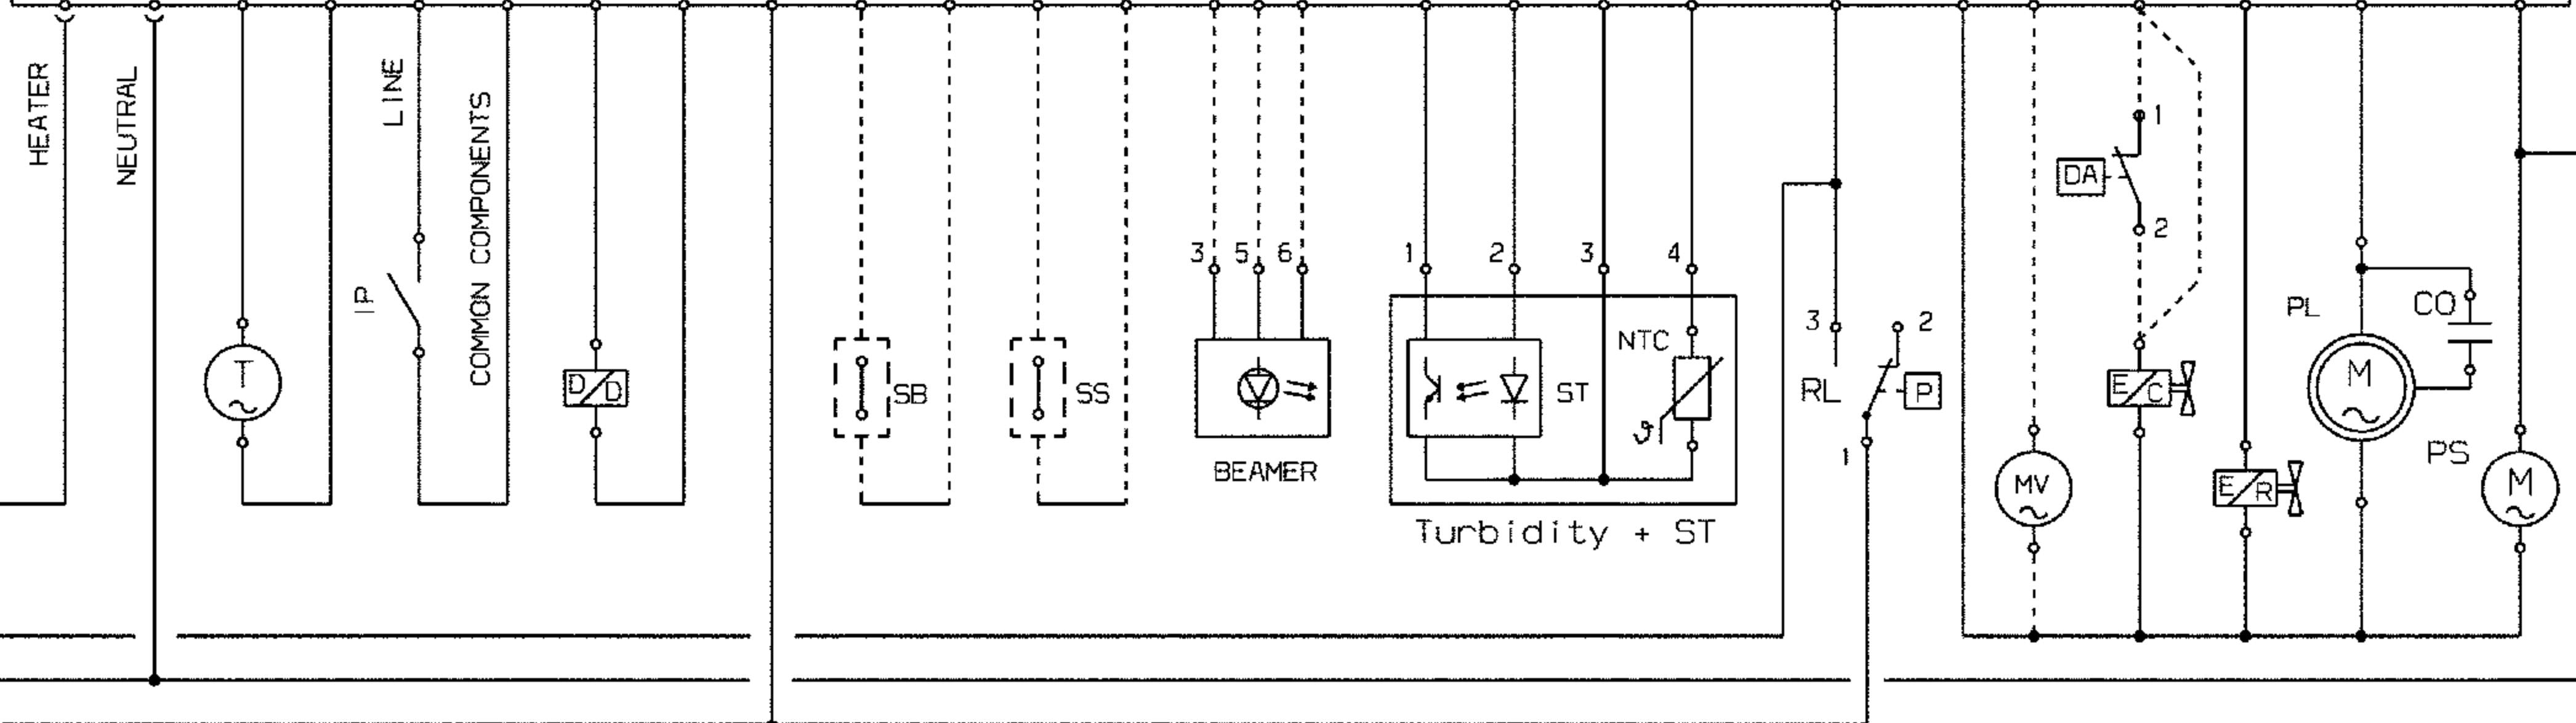 HEATER
NEUTRAL
LINE
COMMON COMPONENTS
IP
T
D D
SB
SS
3 5 6
BEAMER
1 2 3 4
NTC
ST
ϑ
Turbidity + ST
3 2
RL
P
1
MV
1
DA
2
E C
E R
PL
M
CO
PS
M